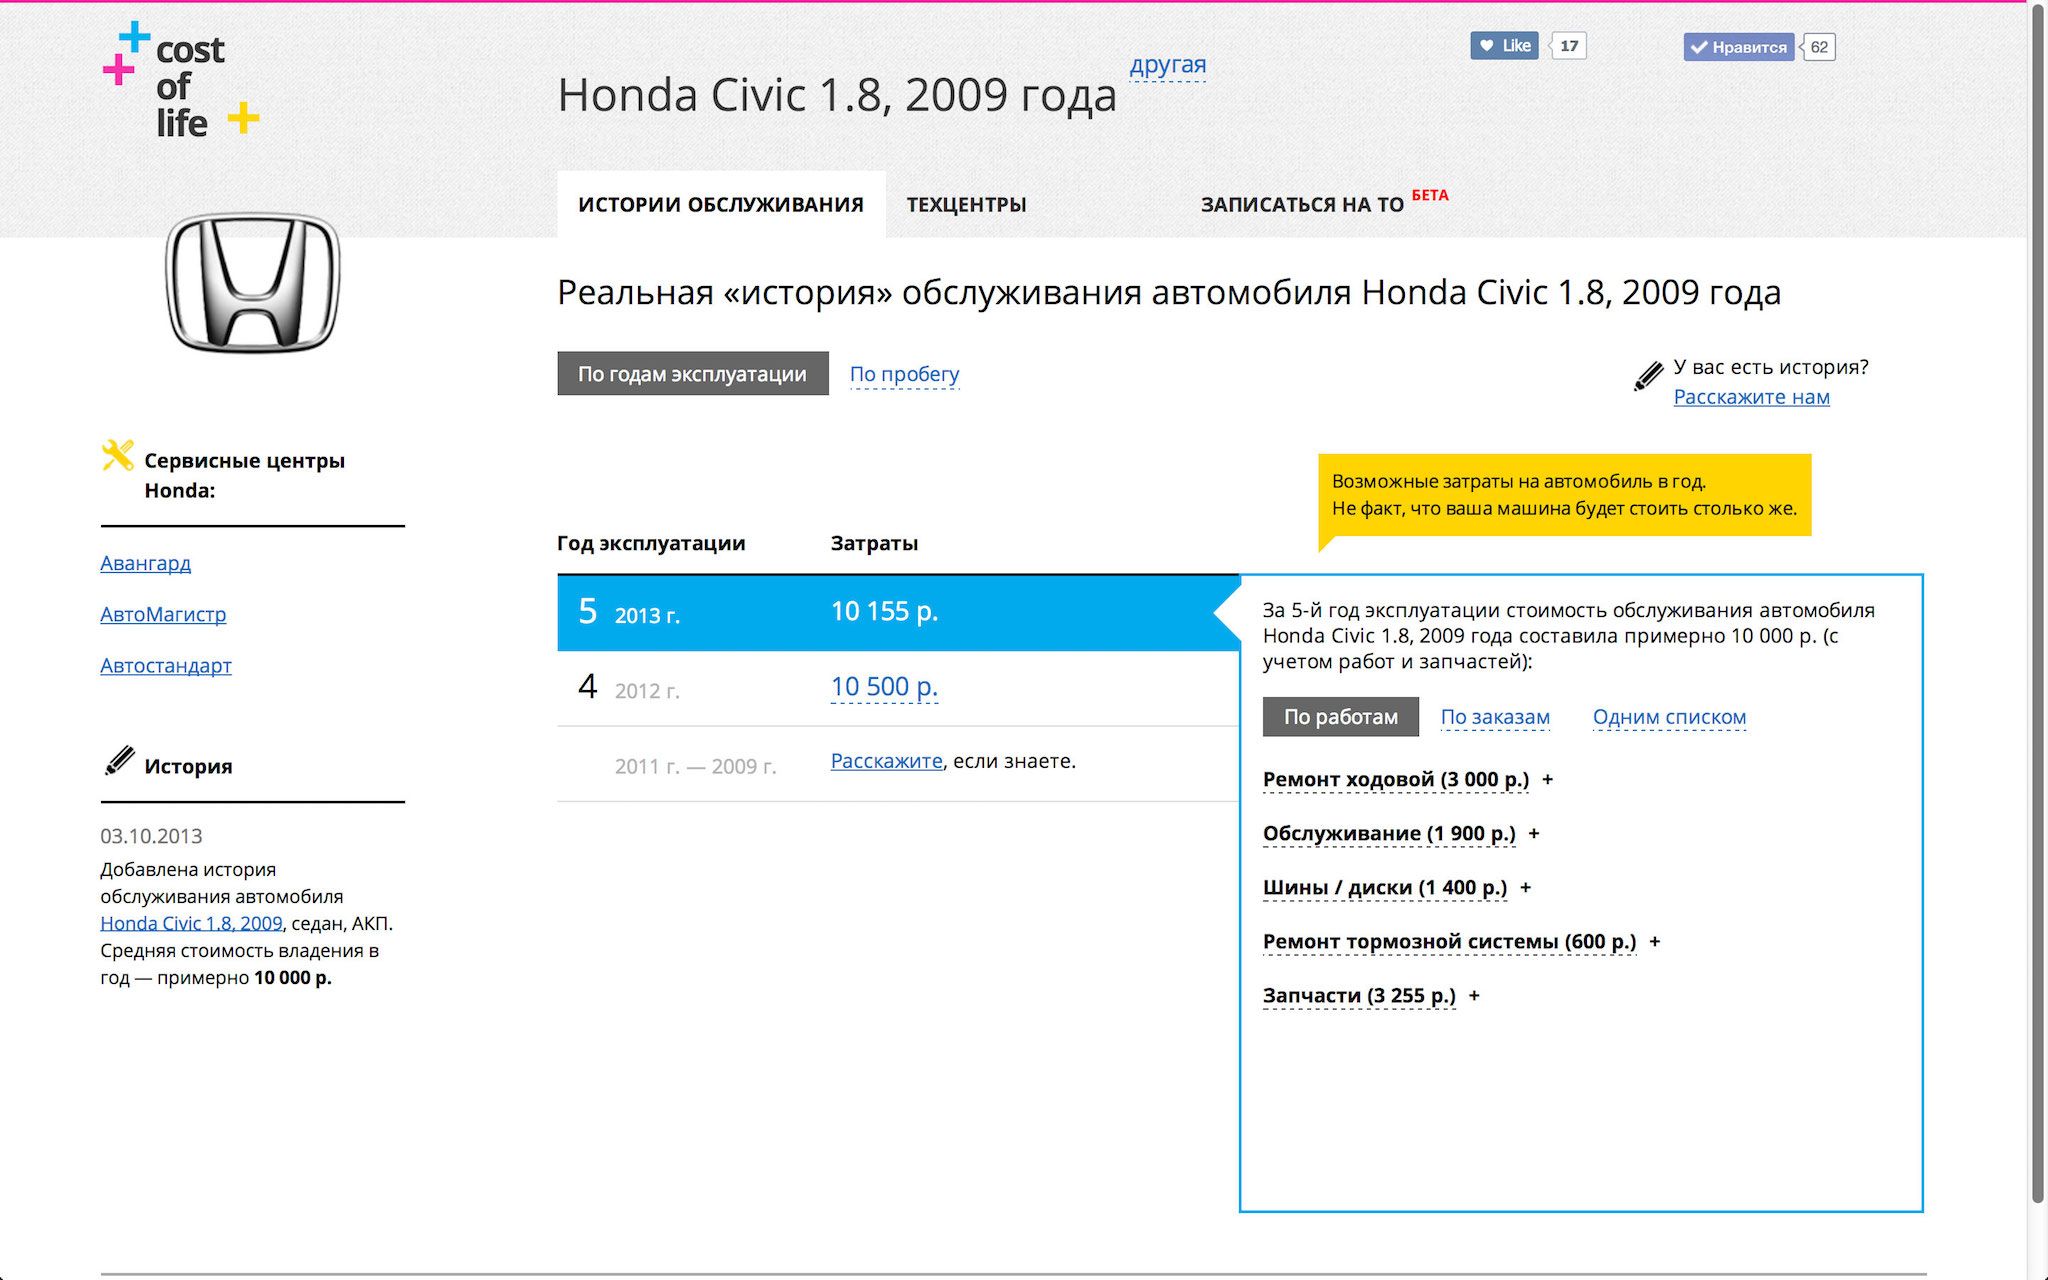 cost
of
life
Honda Civic 1.8, 2009 года
другая
Like
17
Нравится
62
ИСТОРИИ ОБСЛУЖИВАНИЯ
ТЕХЦЕНТРЫ
ЗАПИСАТЬСЯ НА ТО БЕТА
Реальная «история» обслуживания автомобиля Honda Civic 1.8, 2009 года
По годам эксплуатации
По пробегу
У вас есть история?
Расскажите нам
Сервисные центры
Honda:
Авангард
АвтоМагистр
Автостандарт
История
03.10.2013
Добавлена история
обслуживания автомобиля
Honda Civic 1.8, 2009, седан, АКП.
Средняя стоимость владения в
год — примерно 10 000 р.
Возможные затраты на автомобиль в год.
Не факт, что ваша машина будет стоить столько же.
Год эксплуатации Затраты
5 2013 г. 10 155 р.
4 2012 г. 10 500 р.
2011 г. — 2009 г. Расскажите, если знаете.
За 5-й год эксплуатации стоимость обслуживания автомобиля
Honda Civic 1.8, 2009 года составила примерно 10 000 р. (с
учетом работ и запчастей):
По работам
По заказам
Одним списком
Ремонт ходовой (3 000 р.) +
Обслуживание (1 900 р.) +
Шины / диски (1 400 р.) +
Ремонт тормозной системы (600 р.) +
Запчасти (3 255 р.) +